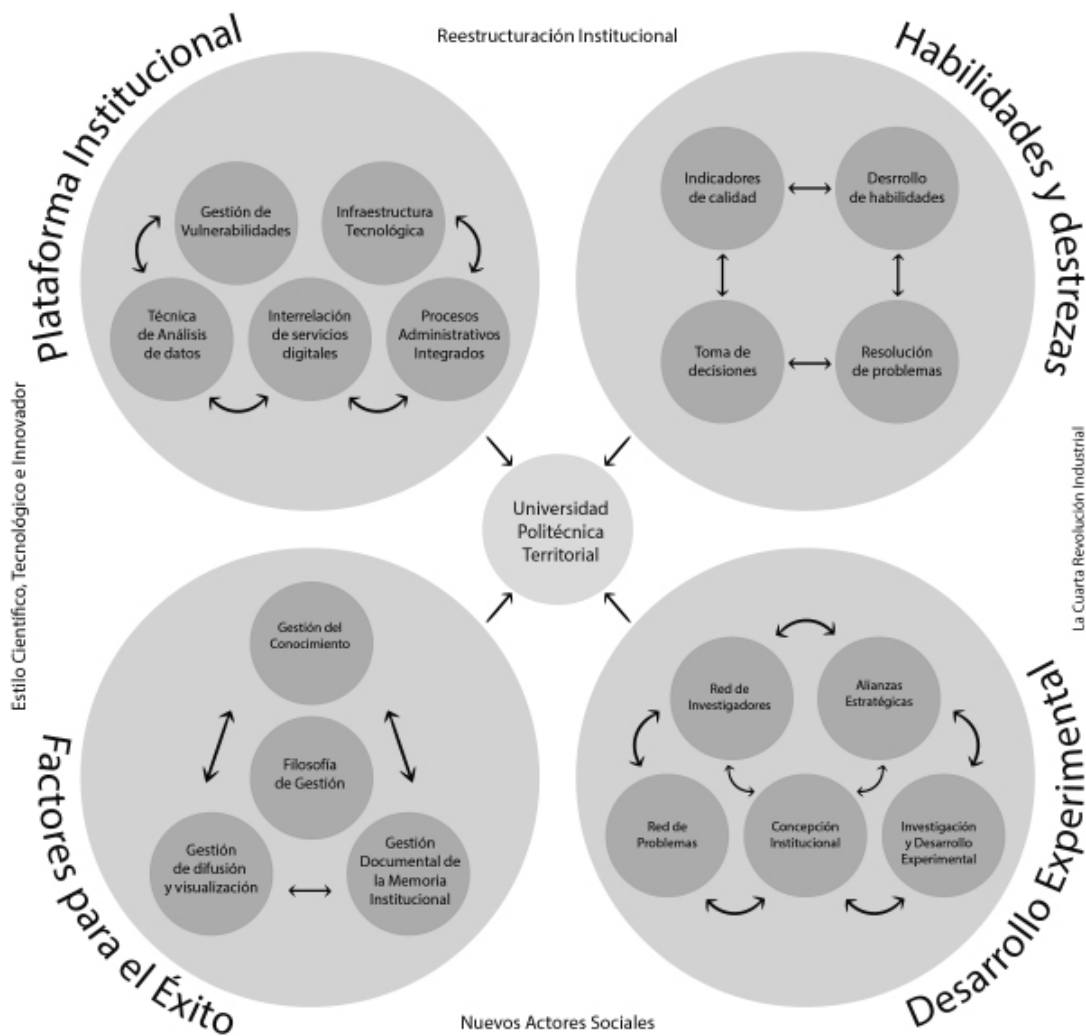 Reestructuración Institucional
Plataforma Institucional
Gestión de
Vulnerabilidades
Infraestructura
Tecnológica
Técnica
de Análisis
de datos
Interrelación
de servicios
digitales
Procesos
Administrativos
Integrados
Habilidades y destrezas
Indicadores
de calidad
Desrrollo
de habilidades
Toma de
decisiones
Resolución
de problemas
Estilo Científico, Tecnológico e Innovador
Universidad
Politécnica
Territorial
La Cuarta Revolución Industrial
Factores para el Éxito
Gestión del
Conocimiento
Filosofía
de Gestión
Gestión
de difusión
y visualización
Gestión
Documental de
la Memoria
Institucional
Desarrollo Experimental
Red de
Investigadores
Alianzas
Estratégicas
Red de
Problemas
Concepción
Institucional
Investigación
y Desarrollo
Experimental
Nuevos Actores Sociales